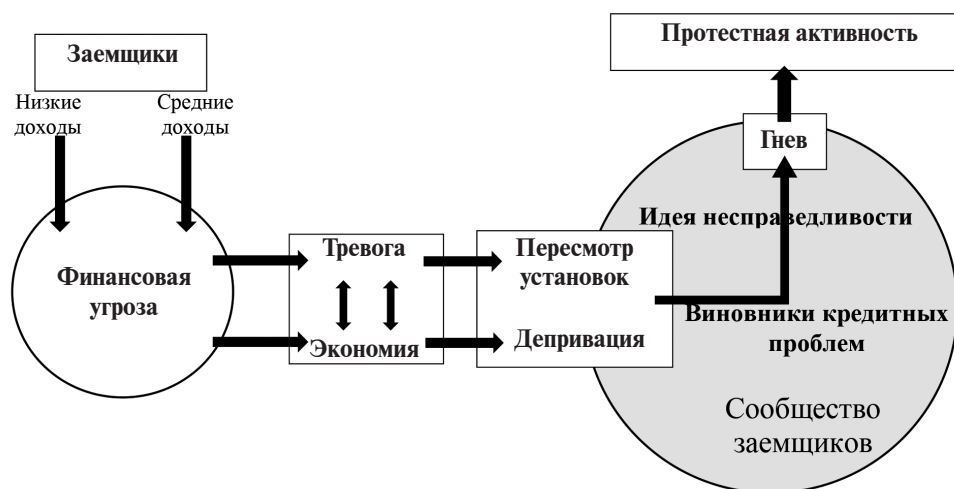 Заемщики
Низкие
доходы
Средние
доходы
Финансовая
угроза
Тревога
Экономия
Пересмотр
установок
Депривация
Протестная активность
Гнев
Идея несправедливости
Виновники кредитных
проблем
Сообщество
заемщиков